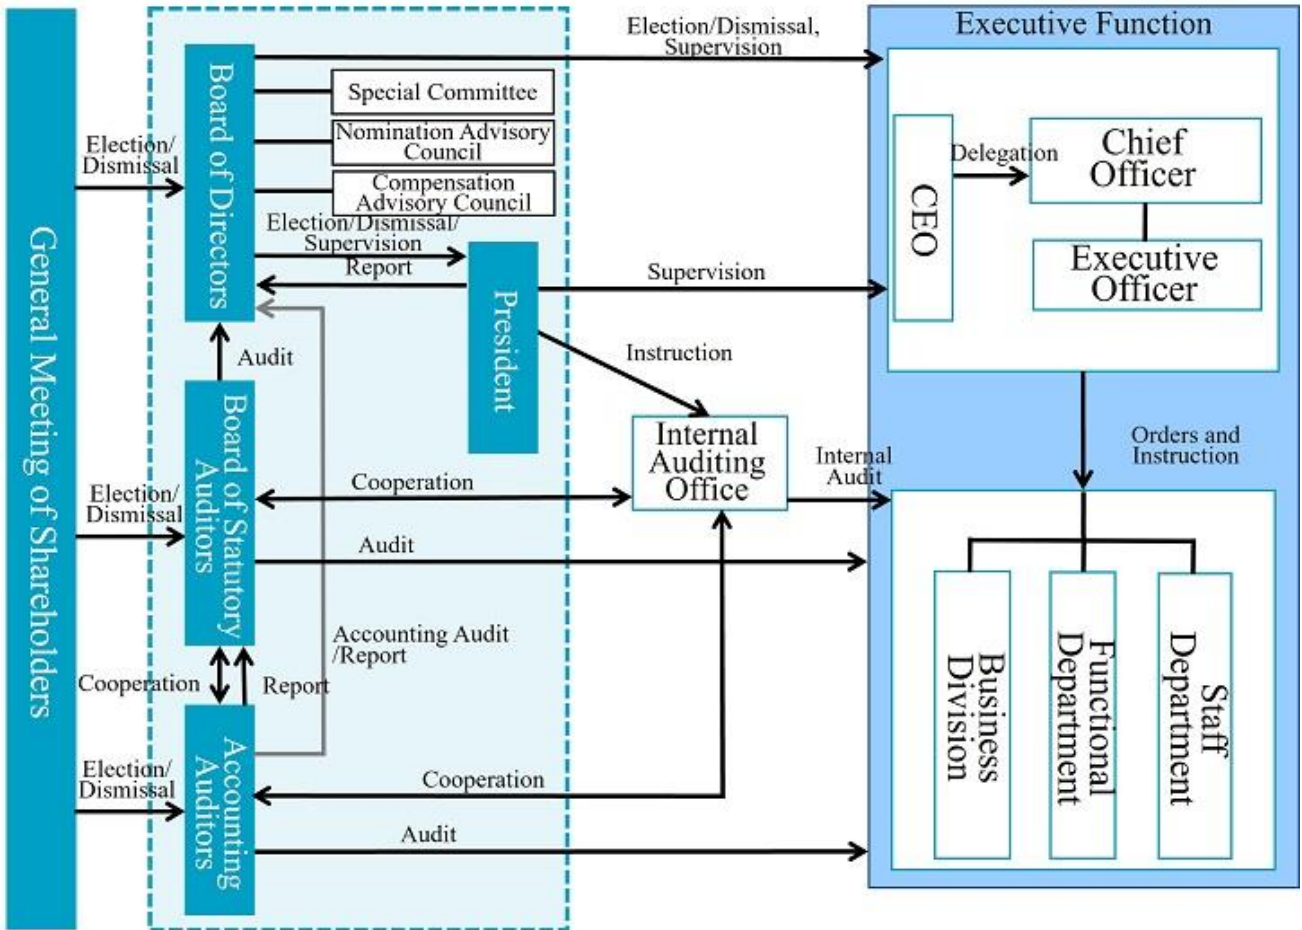 General Meeting of Shareholders
Election/
Dismissal
Election/
Dismissal
Election/
Dismissal
Board of Directors
Special Committee
Nomination Advisory
Council
Compensation
Advisory Council
Election/Dismissal/
Supervision
Report
President
Audit
Board of Statutory
Auditors
Cooperation
Audit
Accounting Audit
/Report
Cooperation
Report
Accounting
Auditors
Cooperation
Audit
Election/Dismissal,
Supervision
Supervision
Instruction
Internal
Auditing
Office
Internal
Audit
Executive Function
CEO
Delegation
Chief
Officer
Executive
Officer
Orders and
Instruction
Business
Division
Functional
Department
Staff
Department